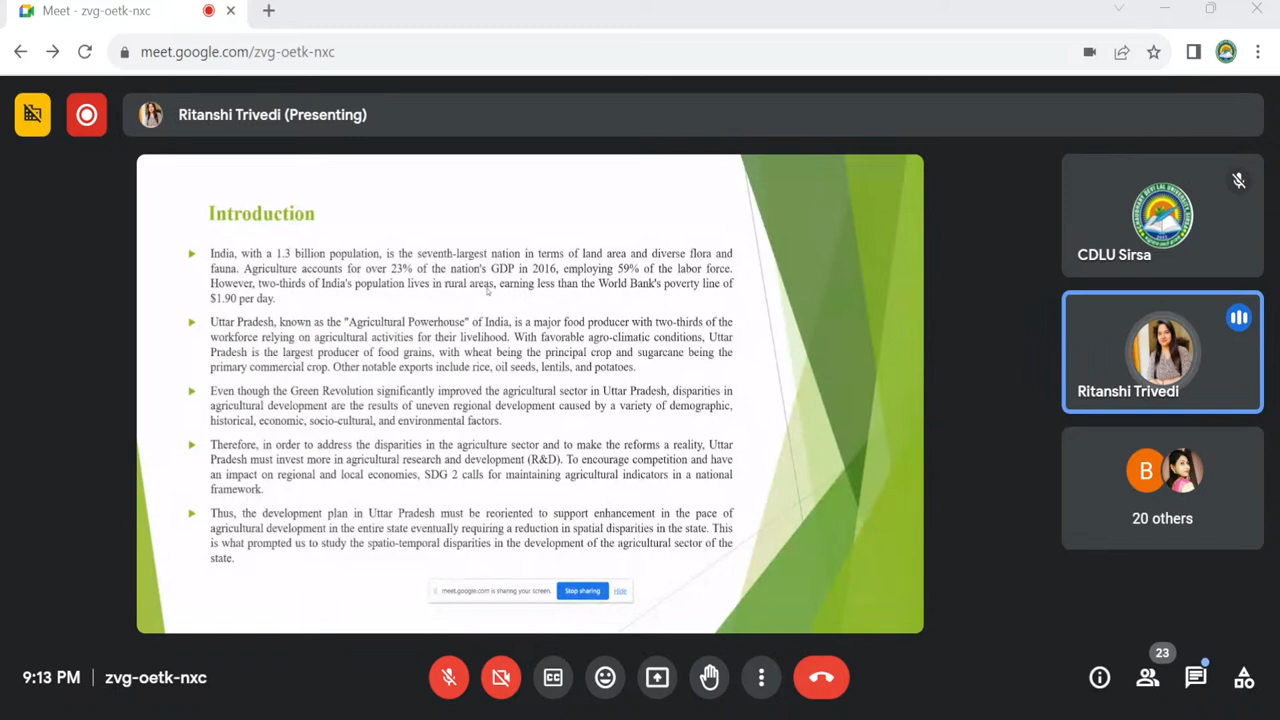 Meet - zvg-oetk-nxc
meet.google.com/zvg-oetk-nxc
Ritanshi Trivedi (Presenting)
Introduction
India, with a 1.3 billion population, is the seventh-largest nation in terms of land area and diverse flora and
fauna. Agriculture accounts for over 23% of the nation's GDP in 2016, employing 59% of the labor force.
However, two-thirds of India's population lives in rural areas, earning less than the World Bank's poverty line of
$1.90 per day.
Uttar Pradesh, known as the "Agricultural Powerhouse" of India, is a major food producer with two-thirds of the
workforce relying on agricultural activities for their livelihood. With favorable agro-climatic conditions, Uttar
Pradesh is the largest producer of food grains, with wheat being the principal crop and sugarcane being the
primary commercial crop. Other notable exports include rice, oil seeds, lentils, and potatoes.
Even though the Green Revolution significantly improved the agricultural sector in Uttar Pradesh, disparities in
agricultural development are the results of uneven regional development caused by a variety of demographic,
historical, economic, socio-cultural, and environmental factors.
Therefore, in order to address the disparities in the agriculture sector and to make the reforms a reality, Uttar
Pradesh must invest more in agricultural research and development (R&D). To encourage competition and have
an impact on regional and local economies, SDG 2 calls for maintaining agricultural indicators in a national
framework.
Thus, the development plan in Uttar Pradesh must be reoriented to support enhancement in the pace of
agricultural development in the entire state eventually requiring a reduction in spatial disparities in the state. This
is what prompted us to study the spatio-temporal disparities in the development of the agricultural sector of the
state.
meet.google.com is sharing your screen.
Stop sharing
Hide
CDLU Sirsa
Ritanshi Trivedi
B
20 others
9:13 PM
zvg-oetk-nxc
CC
23